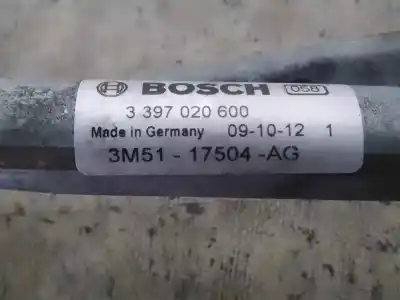 BOSCH 058
3 397 020 600
Made in Germany 09-10-12 1
3M51 - 17504 -AG